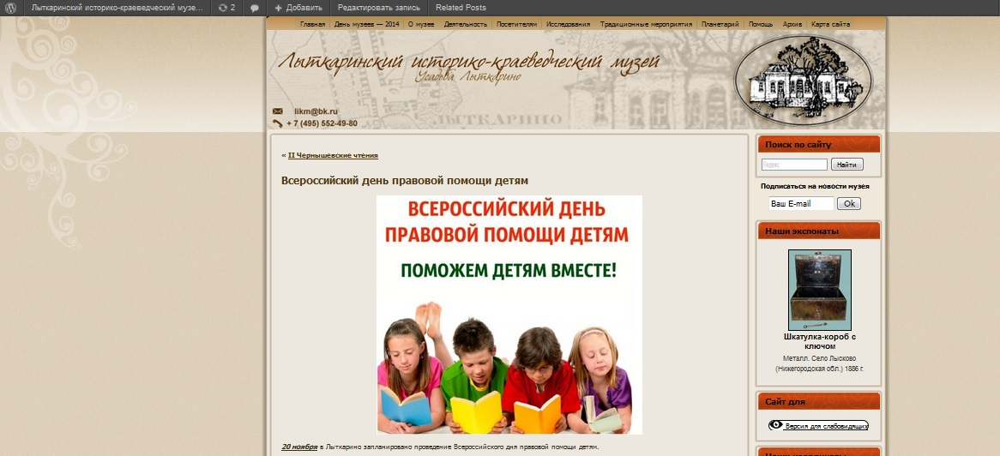 Лыткаринский историко-краеведческий музе... 2 Добавить Редактировать запись Related Posts
Главная День музеев — 2014 О музее Деятельность Посетителям Исследования Традиционные мероприятия Планетарий Помощь Архив Карта сайта
Лыткаринский историко-краеведческий музей
Усадьба Лыткарино
ЛЫТКАРИНО
likm@bk.ru
+ 7 (495) 552-49-80
« II Чернышевские чтения
Всероссийский день правовой помощи детям
ВСЕРОССИЙСКИЙ ДЕНЬ
ПРАВОВОЙ ПОМОЩИ ДЕТЯМ
ПОМОЖЕМ ДЕТЯМ ВМЕСТЕ!
20 ноября в Лыткарино запланировано проведение Всероссийского дня правовой помощи детям.
Поиск по сайту
Яндекс Найти
Подписаться на новости музея
Ваш E-mail Ok
Наши экспонаты
Шкатулка-короб с
ключом
Металл. Село Лысково
(Нижегородская обл.) 1886 г.
Сайт для
Версия для слабовидящих